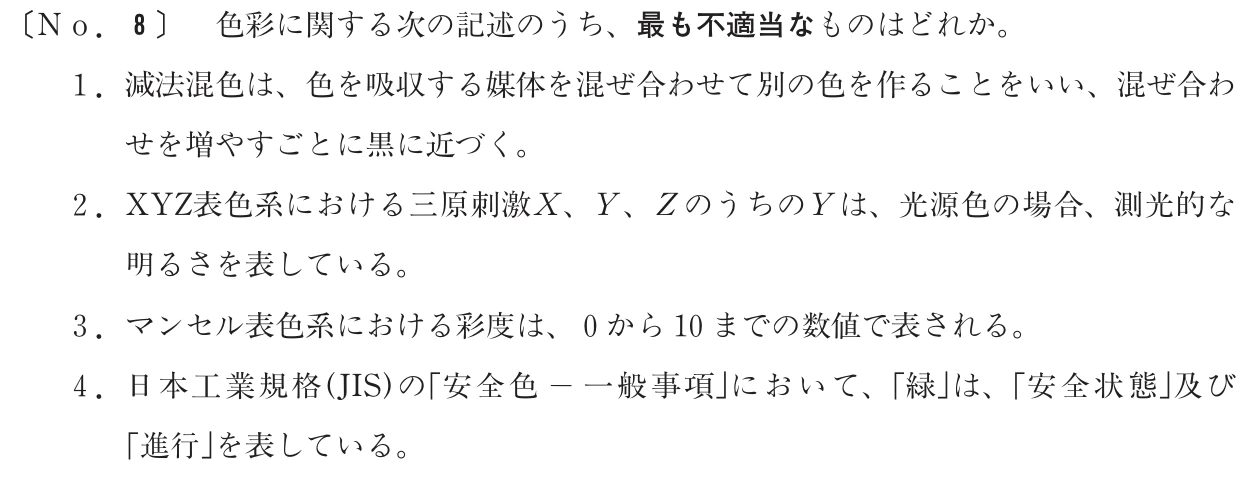 〔Ｎｏ．８〕　色彩に関する次の記述のうち、最も不適当なものはどれか。
1．減法混色は、色を吸収する媒体を混ぜ合わせて別の色を作ることをいい、混ぜ合わ
せを増やすごとに黒に近づく。
2．XYZ表色系における三原刺激X、Y、ZのうちのYは、光源色の場合、測光的な
明るさを表している。
3．マンセル表色系における彩度は、0から10までの数値で表される。
4．日本工業規格(JIS)の「安全色－一般事項」において、「緑」は、「安全状態」及び
「進行」を表している。